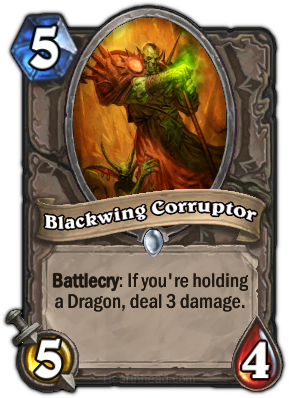 5
Blackwing Corruptor
Battlecry: If you're holding
a Dragon, deal 3 damage.
5
4